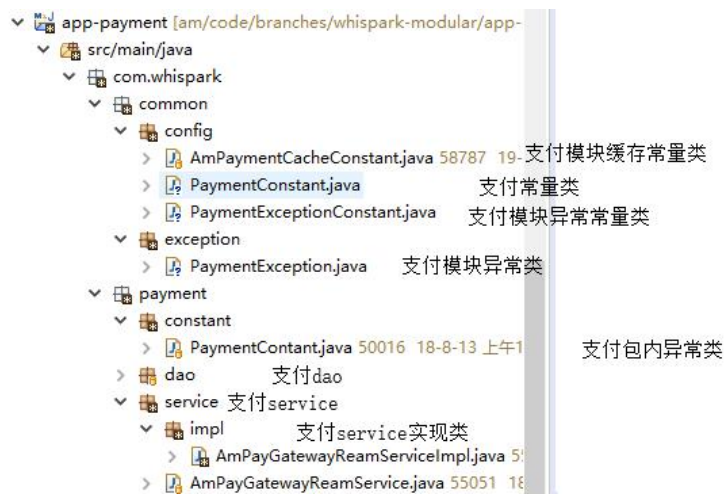 app-payment [am/code/branches/whispark-modular/app-
src/main/java
com.whispark
common
config
AmPaymentCacheConstant.java 58787 19- 支付模块缓存常量类
PaymentConstant.java 支付常量类
PaymentExceptionConstant.java 支付模块异常常量类
exception
PaymentException.java 支付模块异常类
payment
constant
PaymentContant.java 50016 18-8-13 上午1 支付包内异常类
dao 支付dao
service 支付service
impl 支付service实现类
AmPayGatewayReamServiceImpl.java 5
AmPayGatewayReamService.java 55051 18